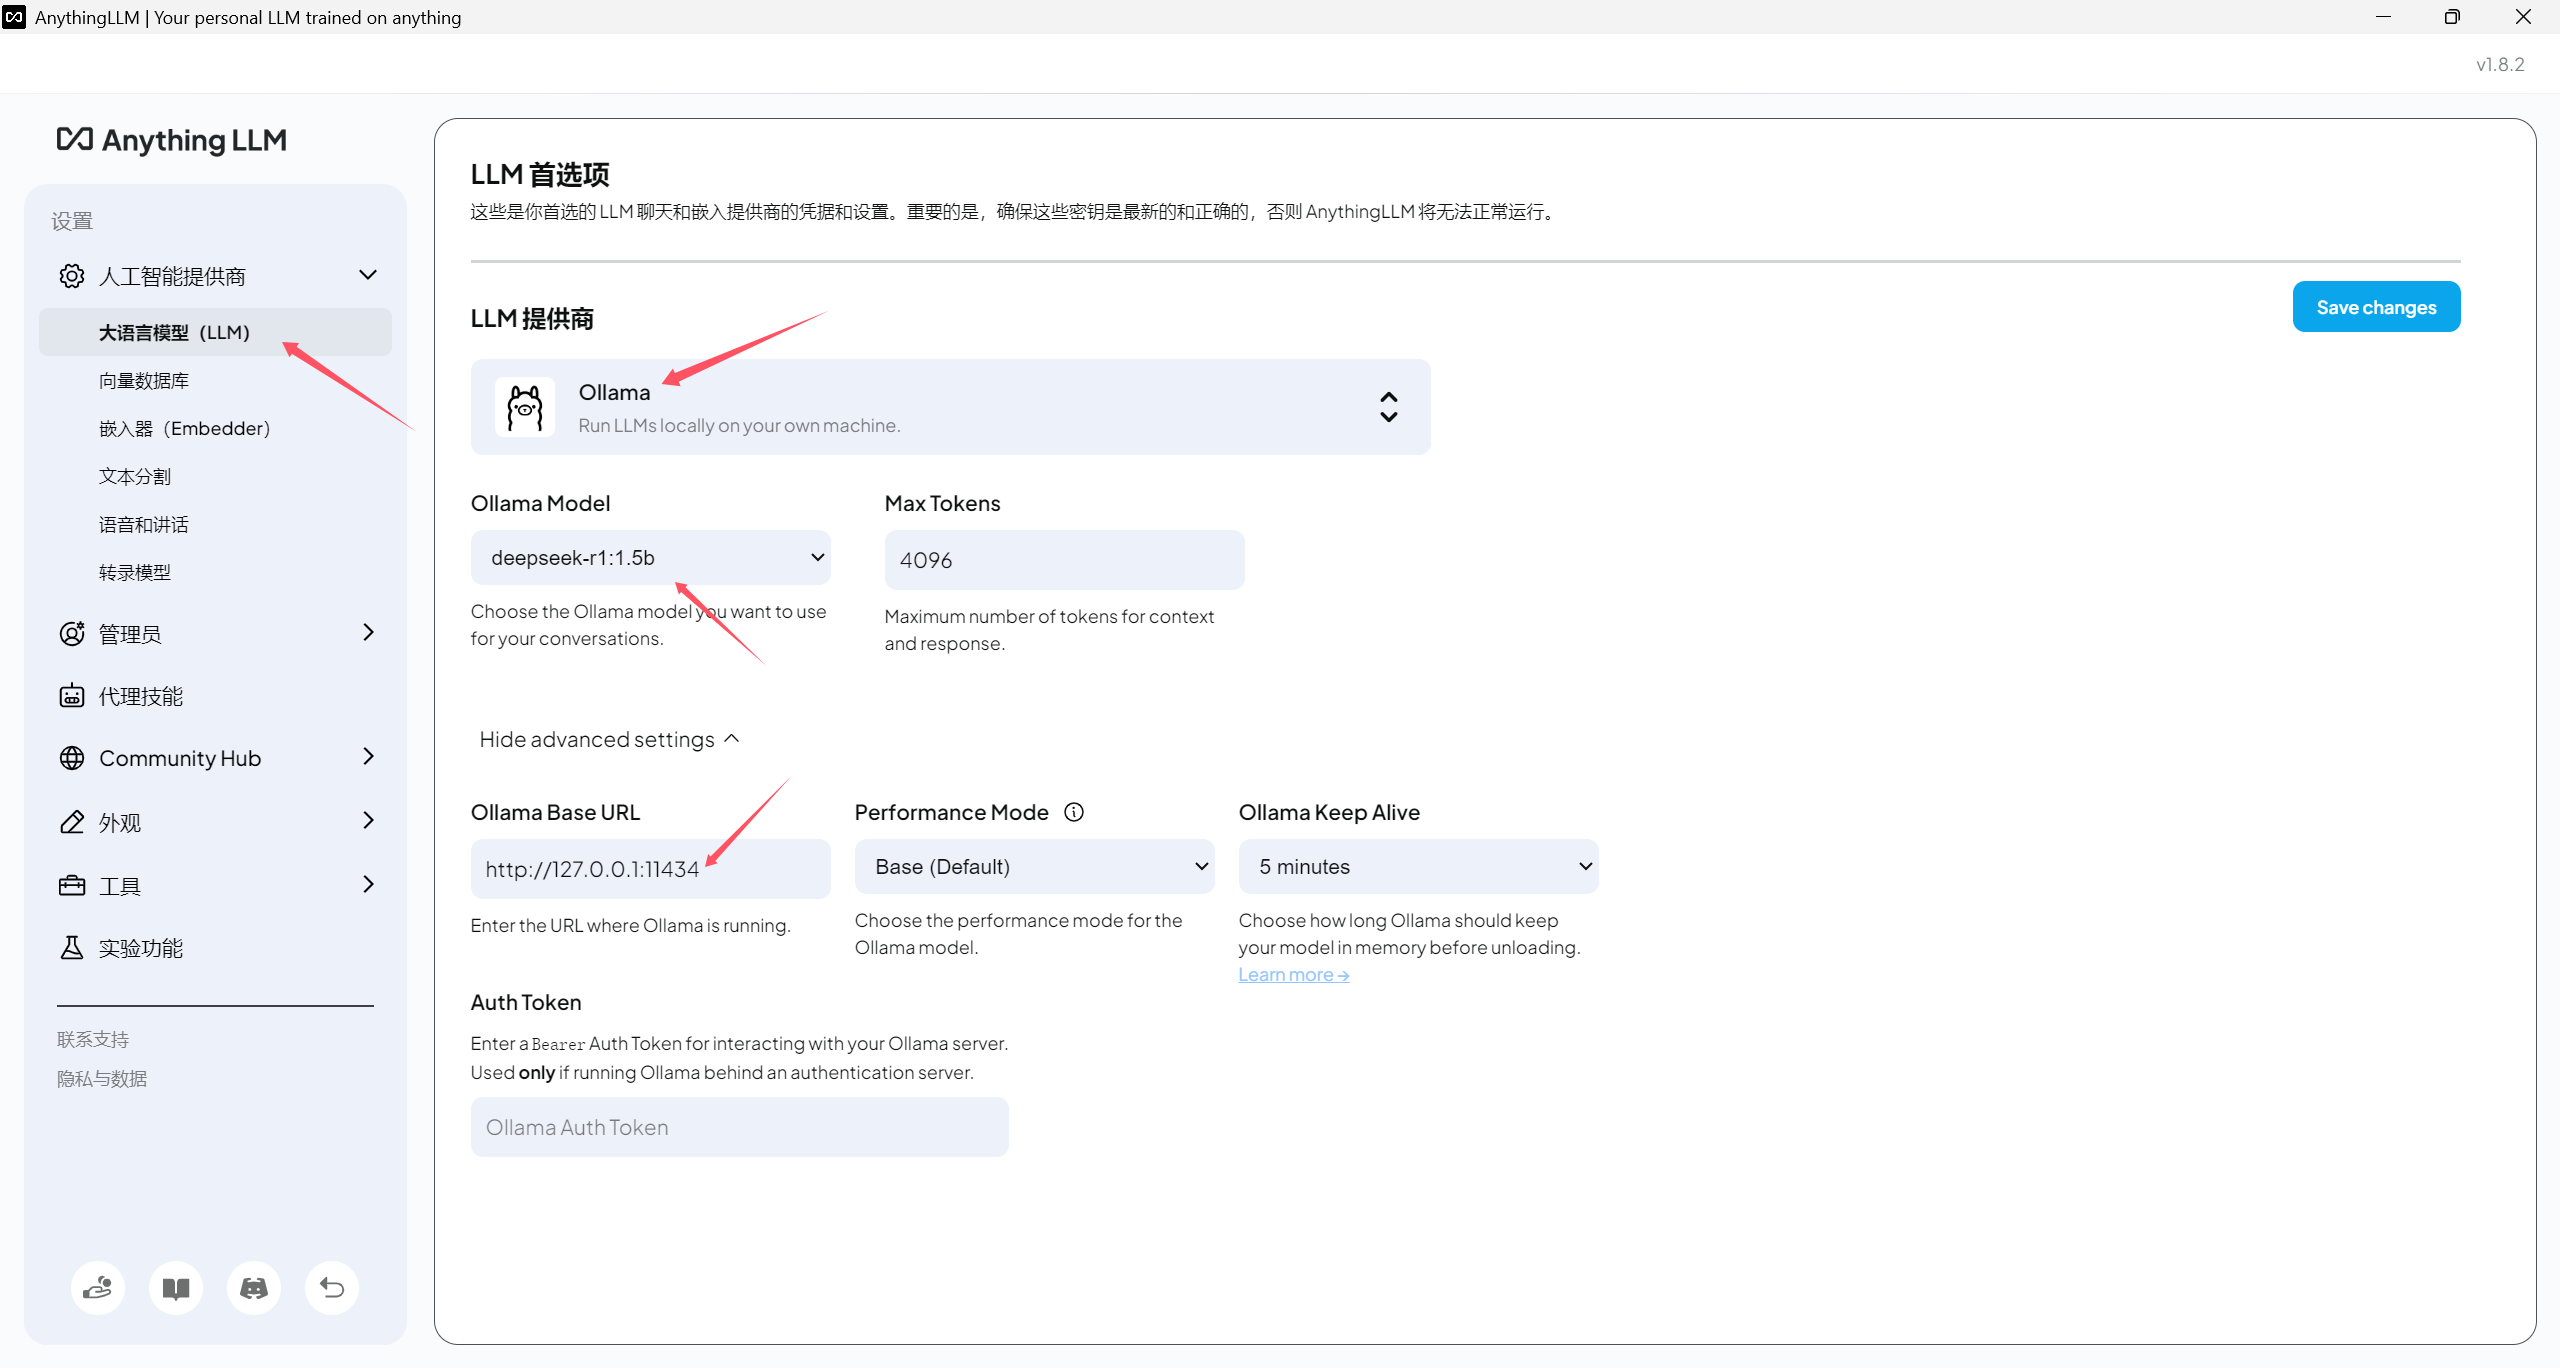 AnythingLLM | Your personal LLM trained on anything
v1.8.2
Anything LLM
设置
人工智能提供商
大语言模型（LLM）
向量数据库
嵌入器（Embedder）
文本分割
语音和讲话
转录模型
管理员
代理技能
Community Hub
外观
工具
实验功能
联系支持
隐私与数据
LLM 首选项
这些是你首选的 LLM 聊天和嵌入提供商的凭据和设置。重要的是，确保这些密钥是最新的和正确的，否则 AnythingLLM 将无法正常运行。
Save changes
LLM 提供商
Ollama
Run LLMs locally on your own machine.
Ollama Model
deepseek-r1:1.5b
Choose the Ollama model you want to use
for your conversations.
Max Tokens
4096
Maximum number of tokens for context
and response.
Hide advanced settings
Ollama Base URL
http://127.0.0.1:11434
Enter the URL where Ollama is running.
Performance Mode
Base (Default)
Choose the performance mode for the
Ollama model.
Ollama Keep Alive
5 minutes
Choose how long Ollama should keep
your model in memory before unloading.
Learn more →
Auth Token
Enter a Bearer Auth Token for interacting with your Ollama server.
Used only if running Ollama behind an authentication server.
Ollama Auth Token